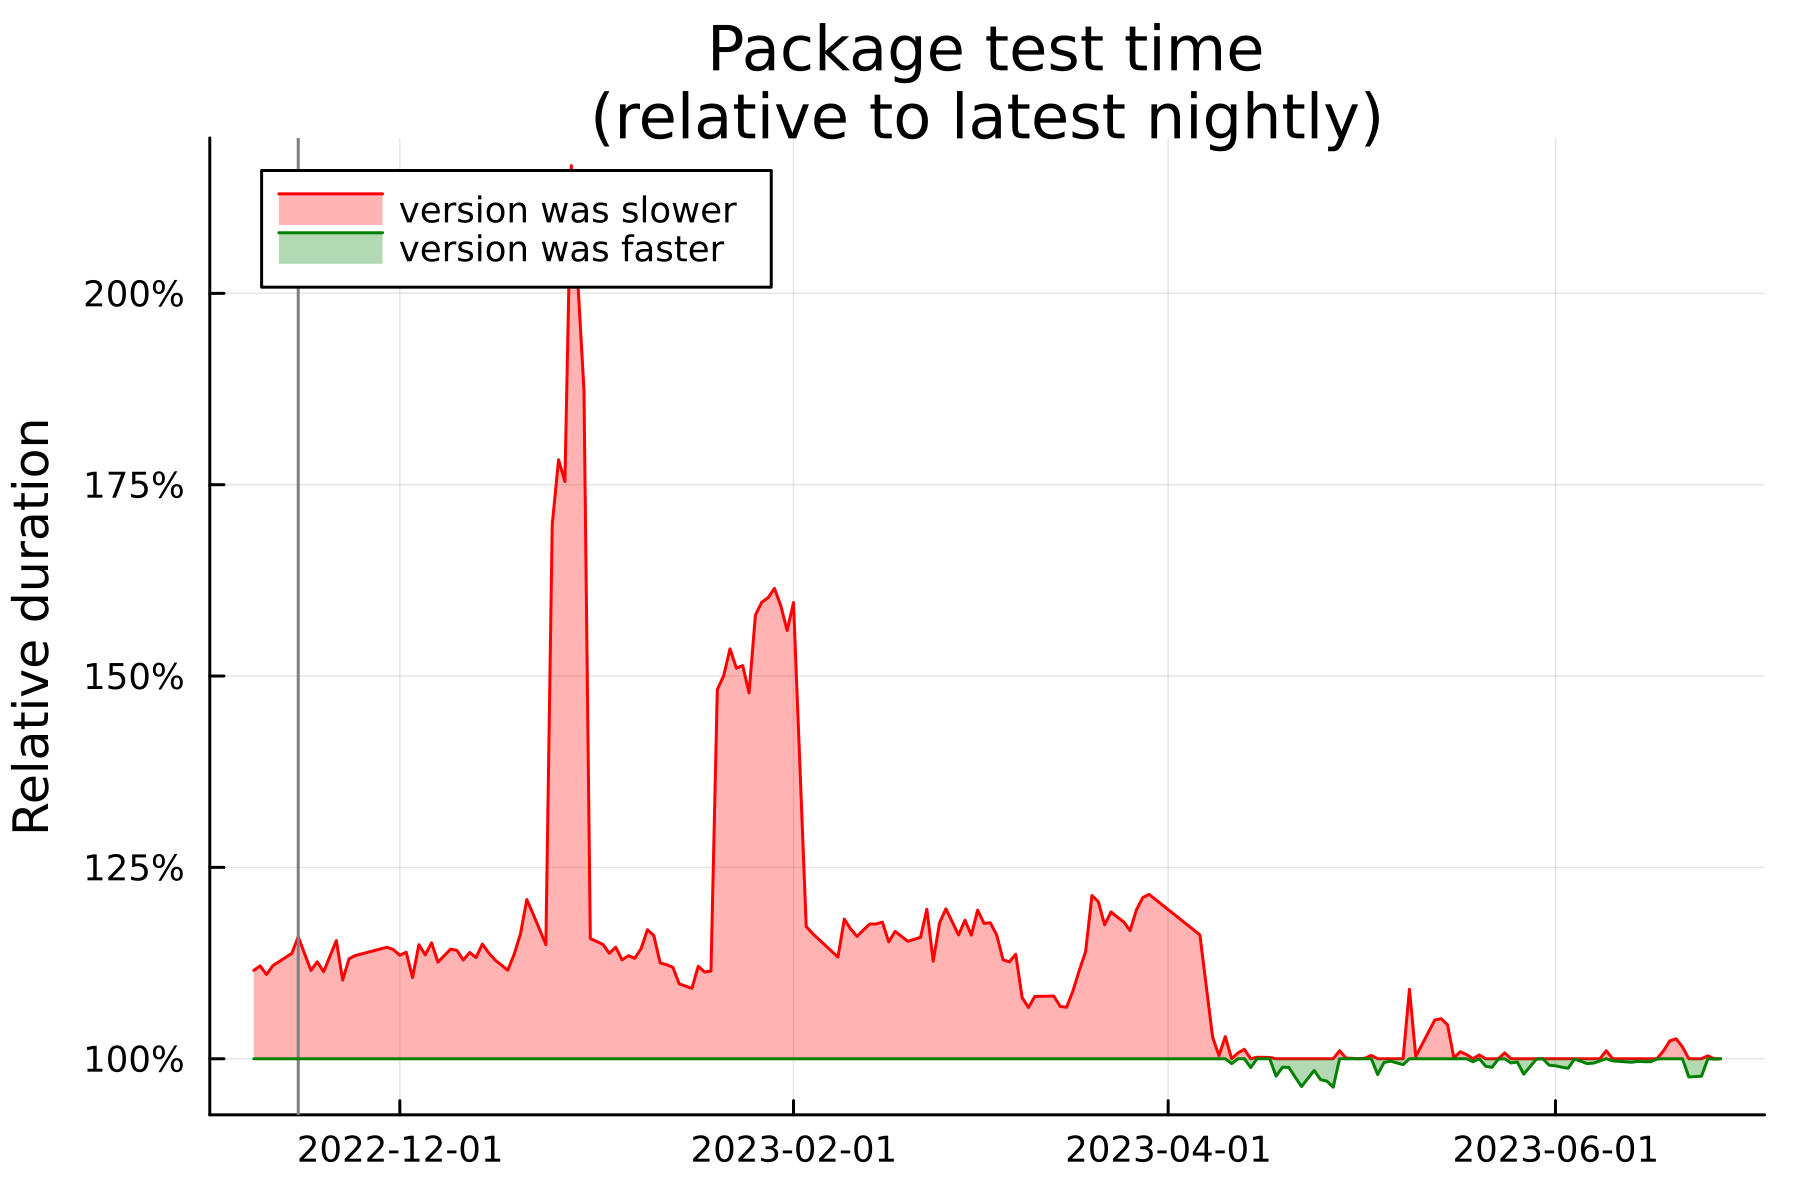 Package test time
(relative to latest nightly)
version was slower
version was faster
Relative duration
200%
175%
150%
125%
100%
2022-12-01
2023-02-01
2023-04-01
2023-06-01